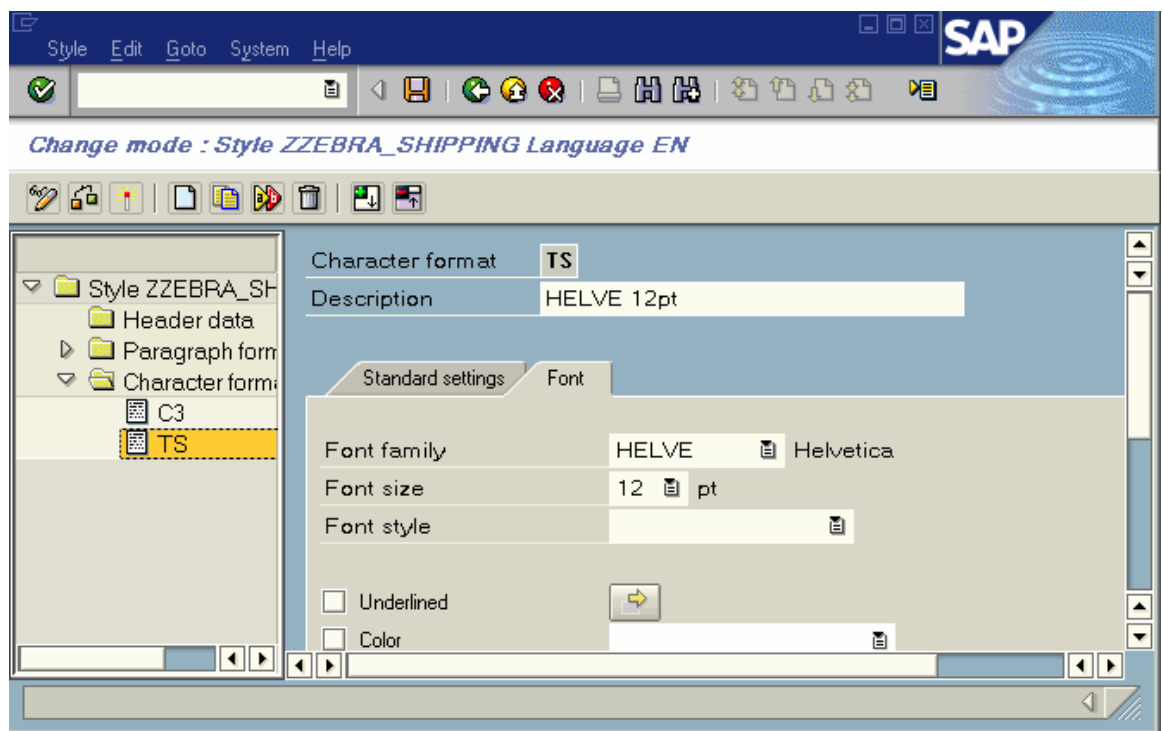 Style Edit Goto System Help
SAP
Change mode : Style ZZEBRA_SHIPPING Language EN
Style ZZEBRA_SH
Header data
Paragraph form
Character form
C3
TS
Character format TS
Description HELVE 12pt
Standard settings Font
Font family HELVE Helvetica
Font size 12 pt
Font style
Underlined
Color